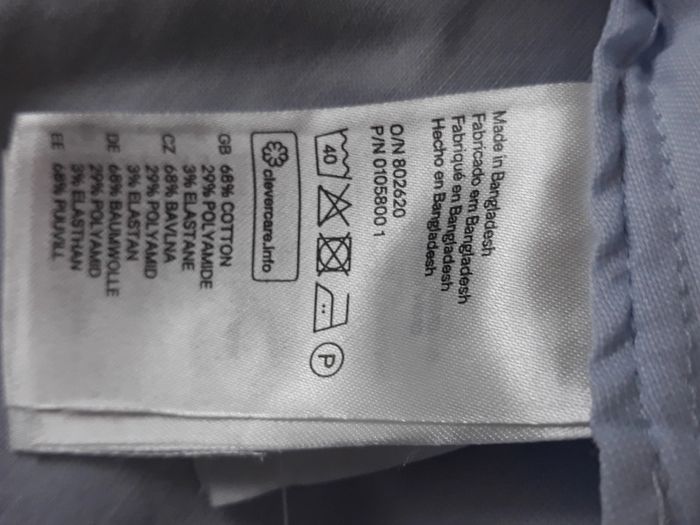 Made in Bangladesh
Fabricado em Bangladesh
Fabriqué en Bangladesh
Hecho en Bangladesh
O/N 802620
P/N 0105800 1
40
P
clevercare.info
GB 68% COTTON
29% POLYAMIDE
3% ELASTANE
CZ 68% BAVLNA
29% POLYAMID
3% ELASTAN
DE 68% BAUMWOLLE
29% POLYAMID
3% ELASTHAN
EE 68% PUUVILL